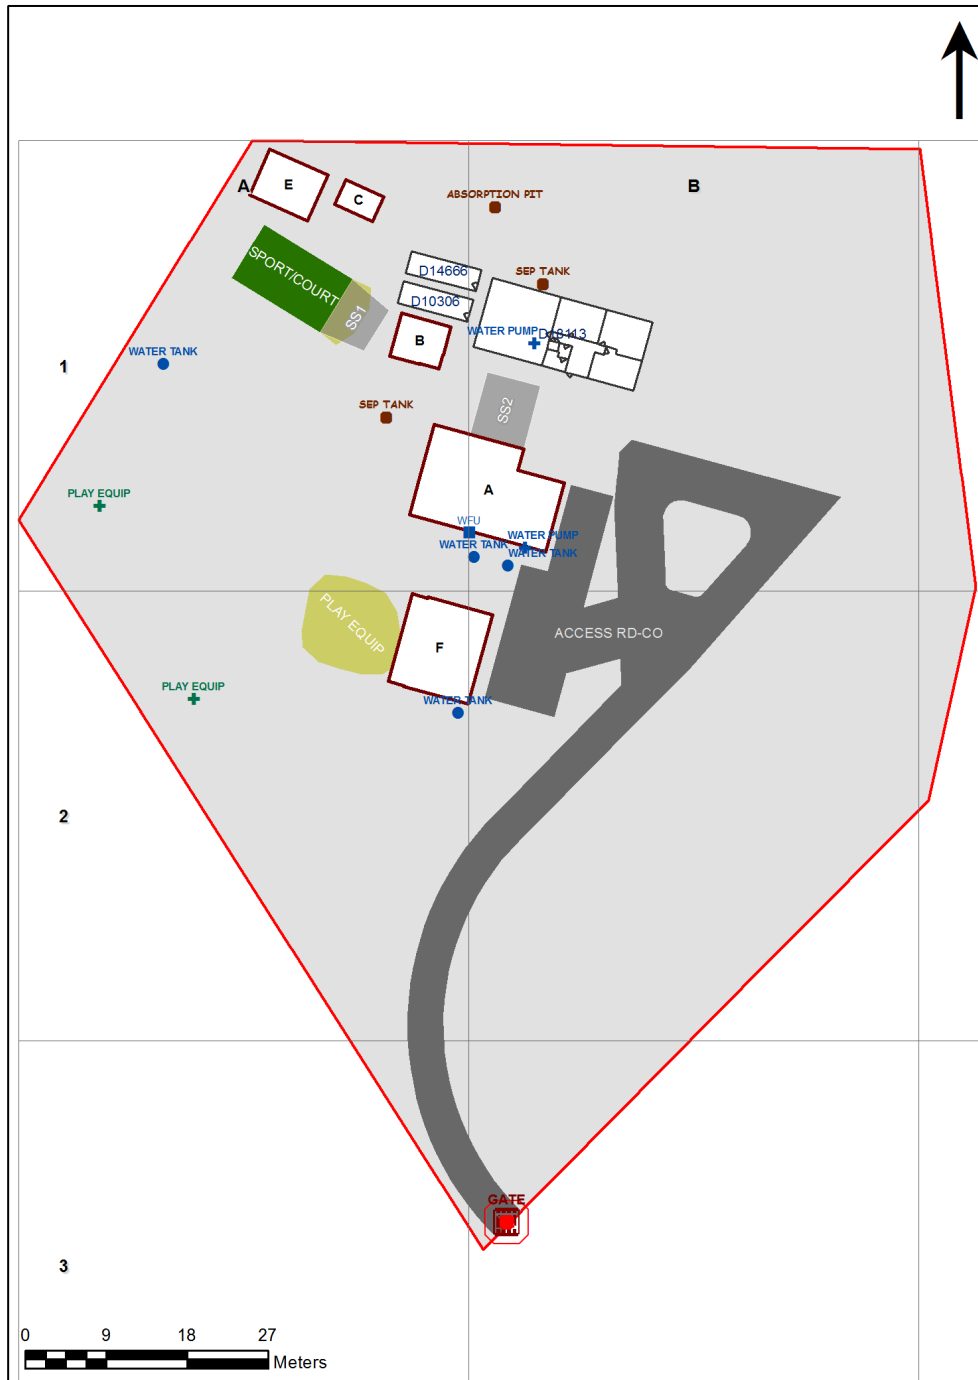 A
B
E
C
ABSORPTION PIT
SPORT/COURT
SS1
D14666
D10306
SEP TANK
WATER PUMP
D18113
B
WATER TANK
1
SEP TANK
SS2
PLAY EQUIP
A
WFU
WATER PUMP
WATER TANK
WATER TANK
PLAY EQUIP
ACCESS RD-CO
F
PLAY EQUIP
WATER TANK
2
GATE
3
0 9 18 27
Meters